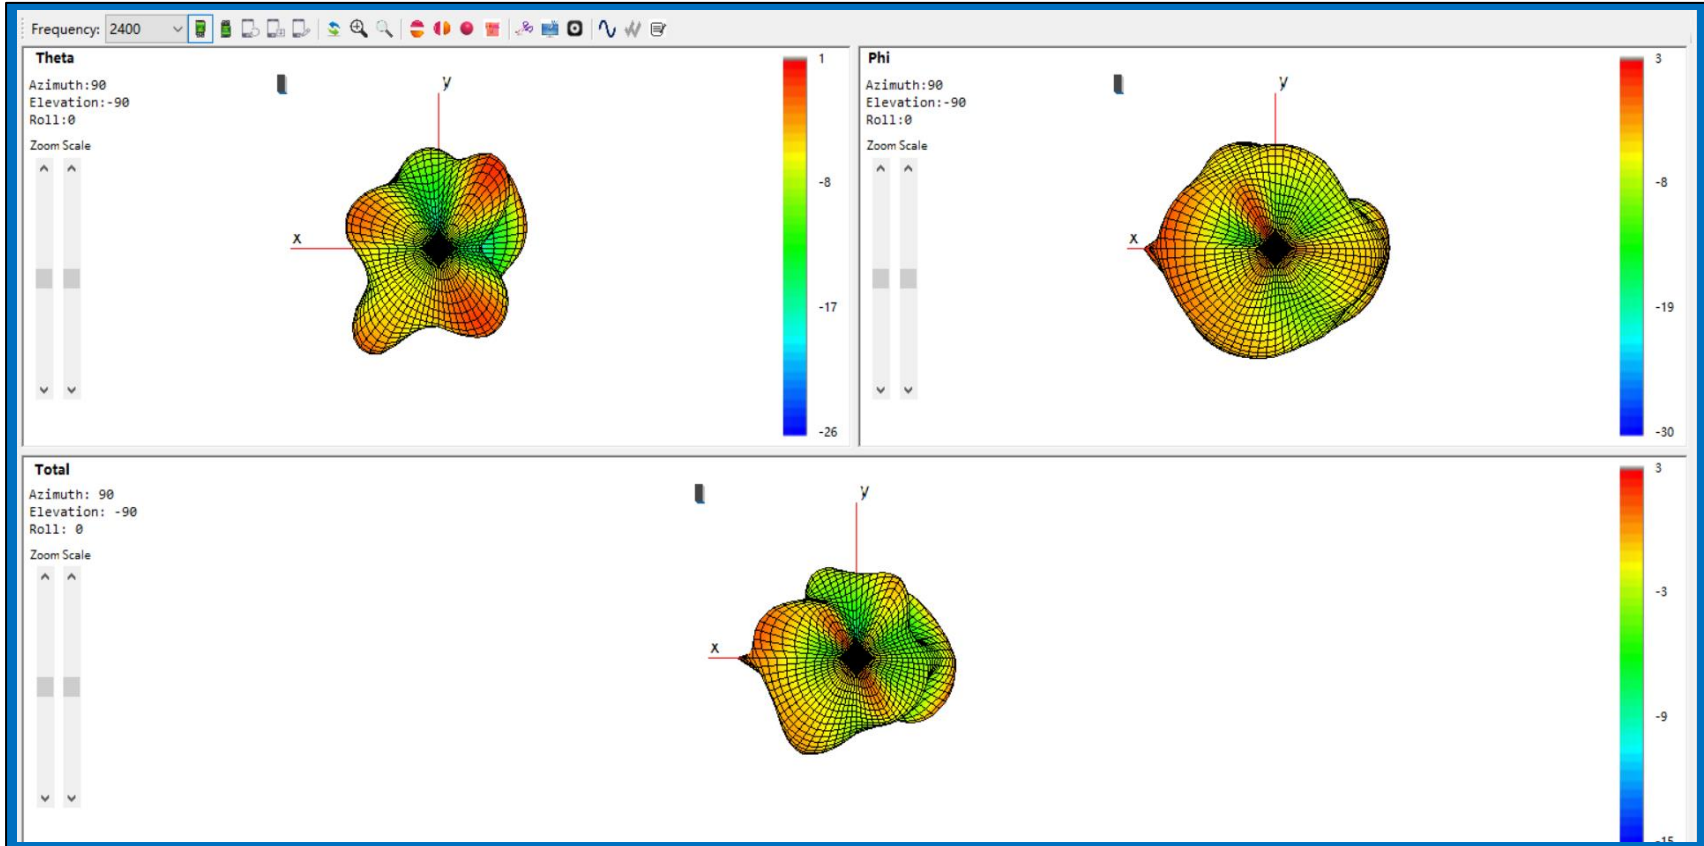 Frequency: 2400
Theta
Azimuth:90
Elevation:-90
Roll:0
Zoom Scale
y
x
1
-8
-17
-26
Phi
Azimuth:90
Elevation:-90
Roll:0
Zoom Scale
y
x
3
-8
-19
-30
Total
Azimuth: 90
Elevation: -90
Roll: 0
Zoom Scale
y
x
3
-3
-9
-15